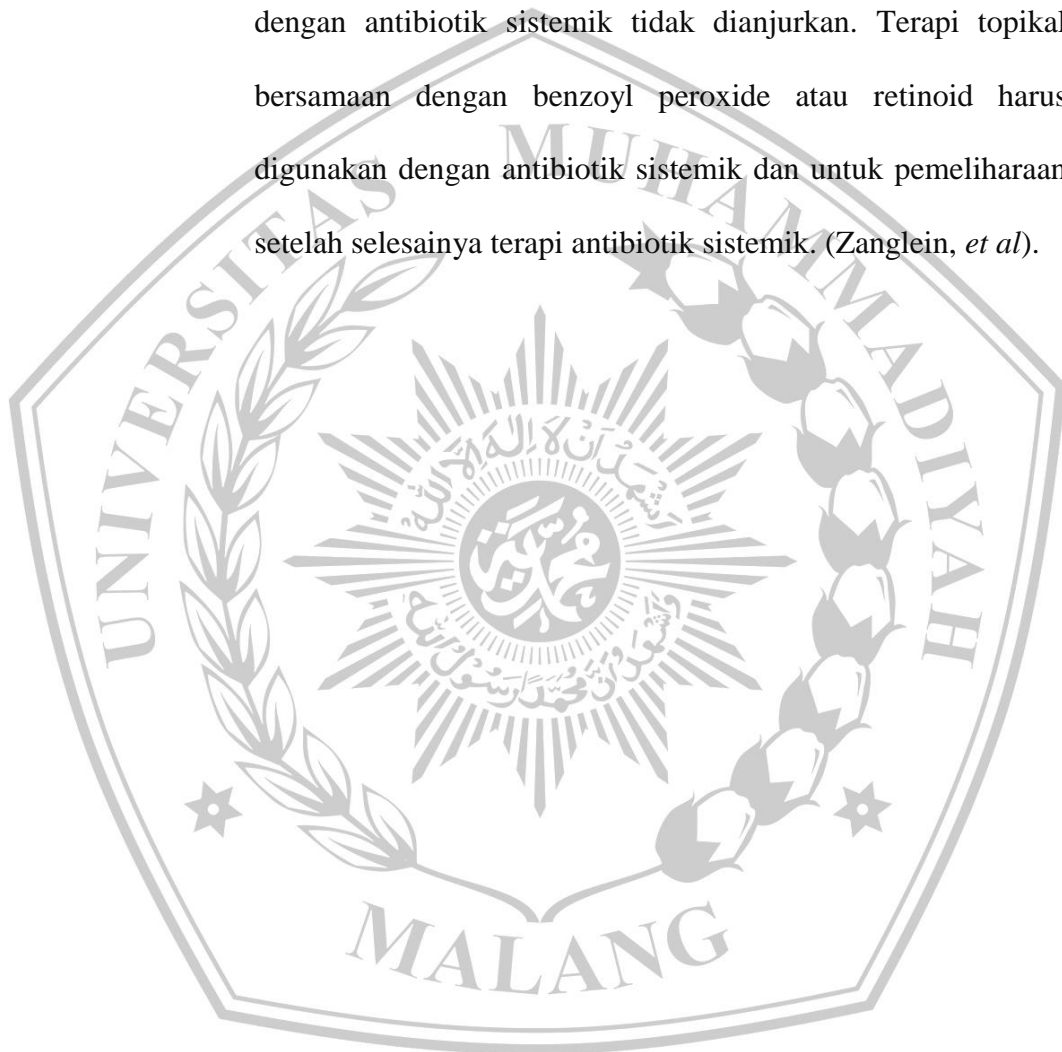 dengan antibiotik sistemik tidak dianjurkan. Terapi topikal
bersamaan dengan benzoyl peroxide atau retinoid harus
digunakan dengan antibiotik sistemik dan untuk pemeliharaan
setelah selesainya terapi antibiotik sistemik. (Zanglein, et al).
UNIVERSITAS MUHAMMADIYAH
MALANG